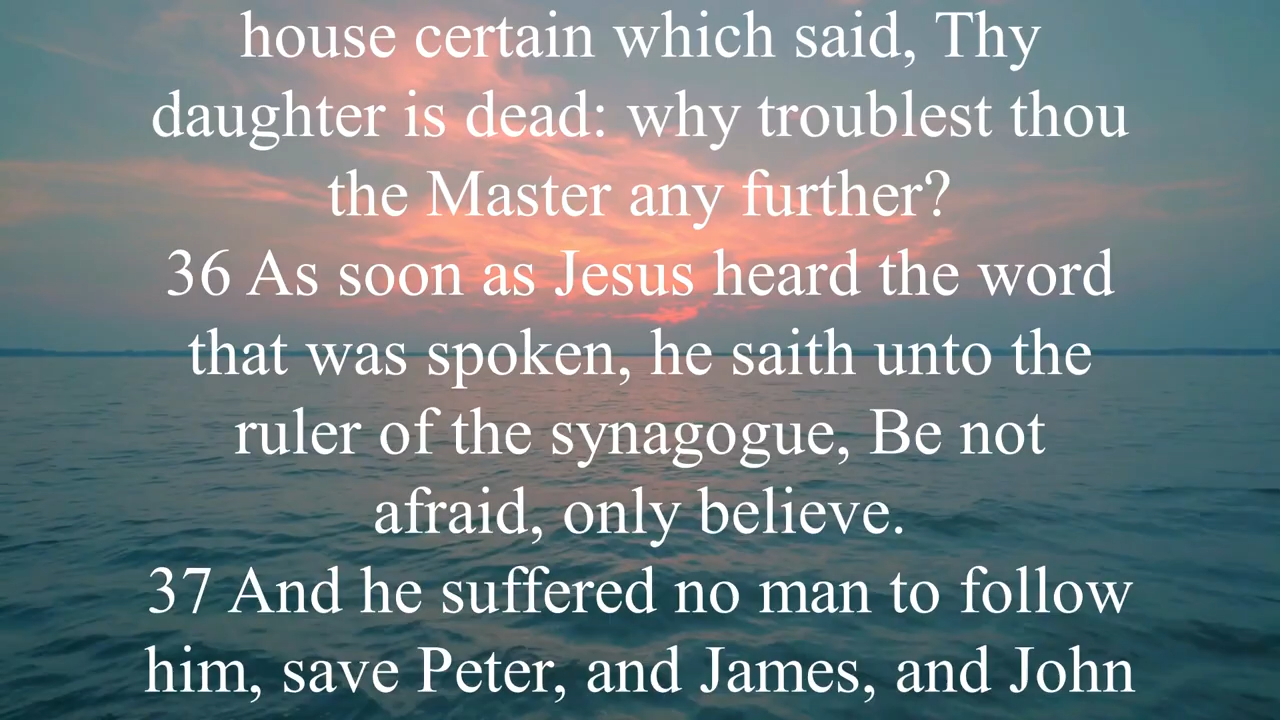 house certain which said, Thy
daughter is dead: why troublest thou
the Master any further?
36 As soon as Jesus heard the word
that was spoken, he saith unto the
ruler of the synagogue, Be not
afraid, only believe.
37 And he suffered no man to follow
him, save Peter, and James, and John